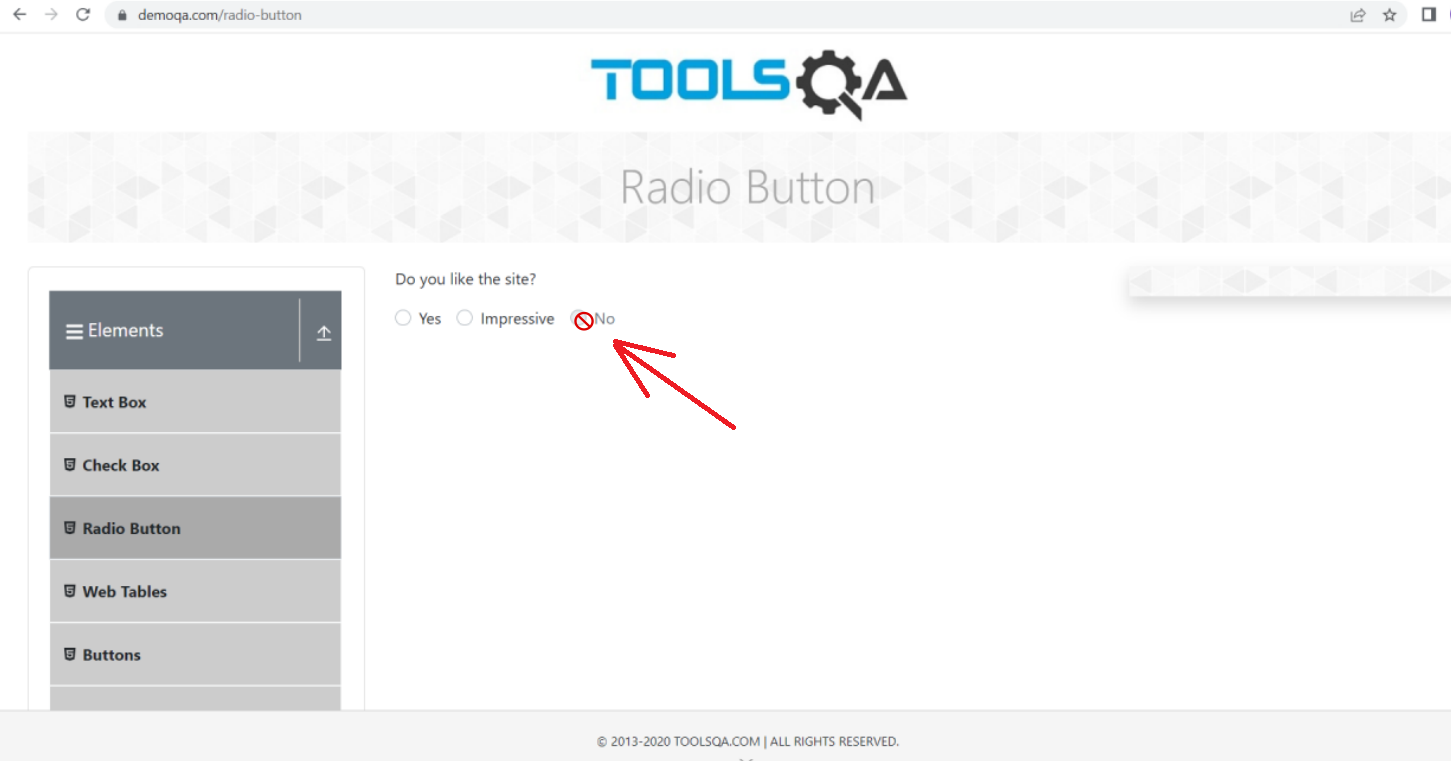 demoqa.com/radio-button
TOOLSQA
Radio Button
Do you like the site?
Yes Impressive No
Elements
Text Box
Check Box
Radio Button
Web Tables
Buttons
© 2013-2020 TOOLSQA.COM | ALL RIGHTS RESERVED.